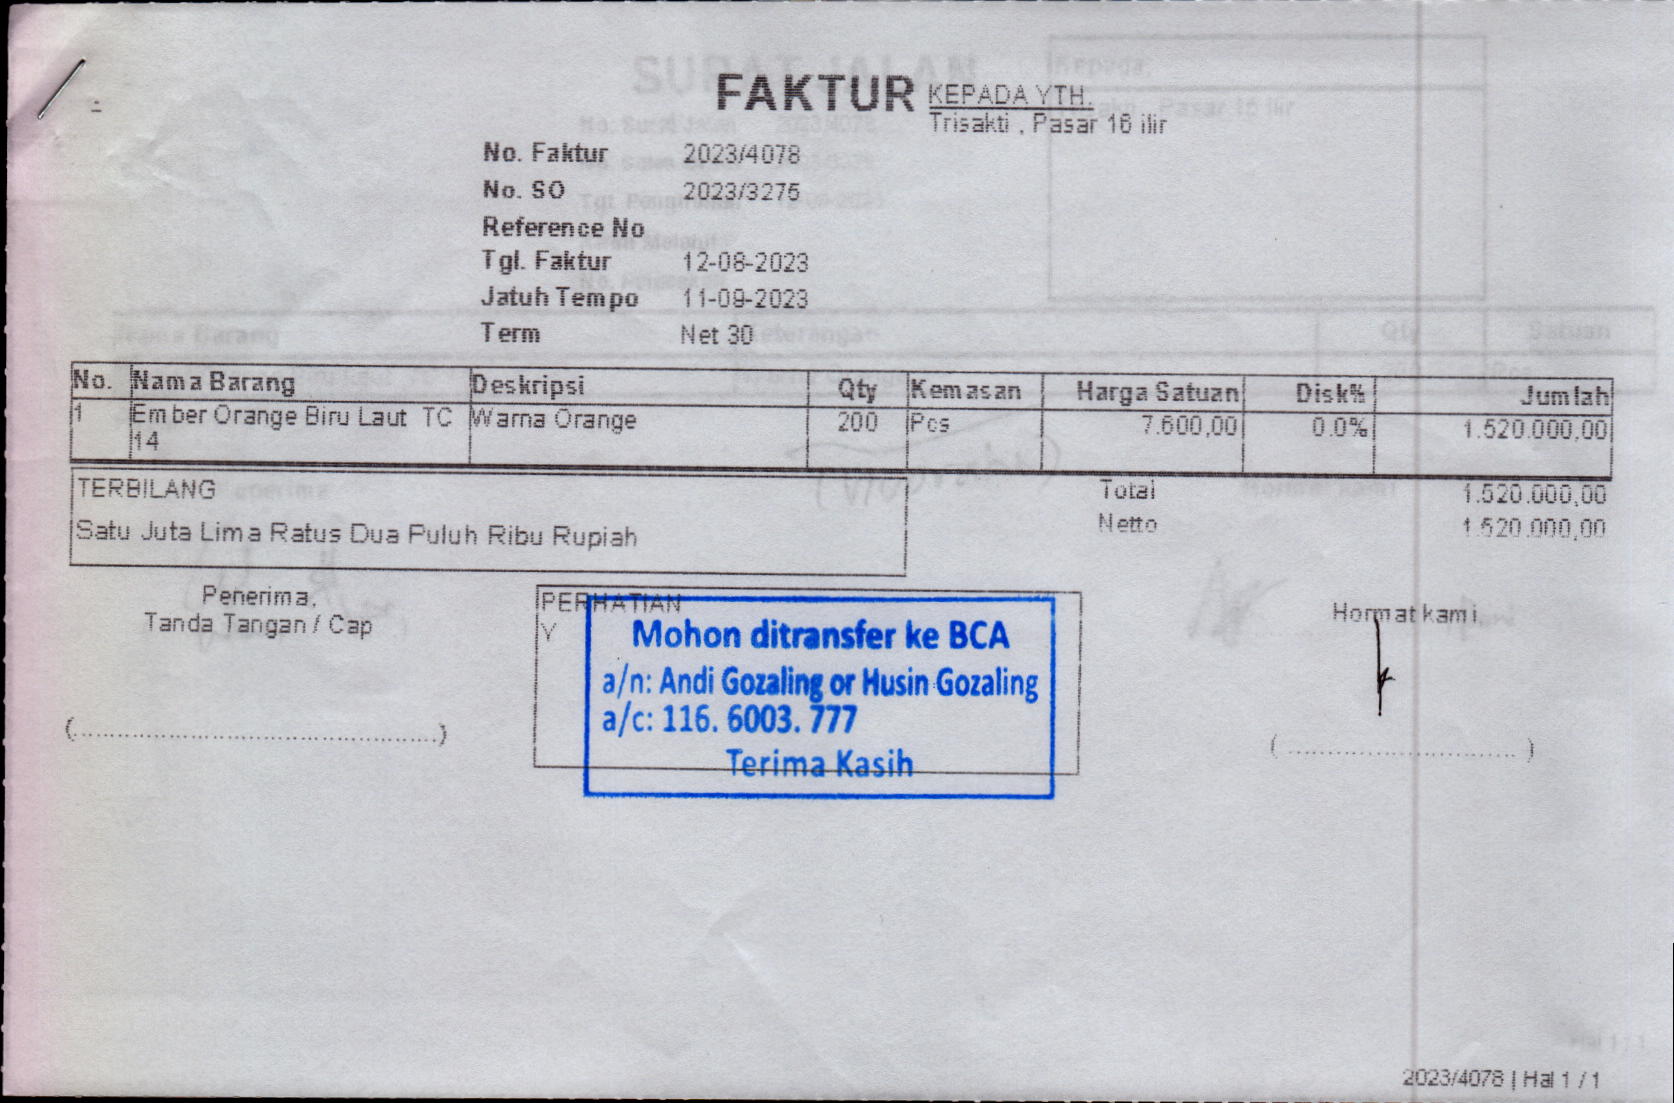 FAKTUR
KEPADA YTH.
Trisakti , Pasar 16 ilir
No. Faktur 2023/4078
No. SO 2023/3275
Reference No
Tgl. Faktur 12-08-2023
Jatuh Tempo 11-09-2023
Term Net 30
No. Nama Barang Deskripsi Qty Kemasan Harga Satuan Disk% Jumlah
1 Ember Orange Biru Laut TC Warna Orange 200 Pcs 7.600,00 0.0% 1.520.000,00
14
TERBILANG
Satu Juta Lima Ratus Dua Puluh Ribu Rupiah
Total 1.520.000,00
Netto 1.520.000,00
Penerima,
Tanda Tangan / Cap
PERHATIAN
Y
Mohon ditransfer ke BCA
a/n: Andi Gozaling or Husin Gozaling
a/c: 116. 6003. 777
Terima Kasih
Hormat kami,
(................................................)
( ................................ )
2023/4078 | Hal 1 / 1